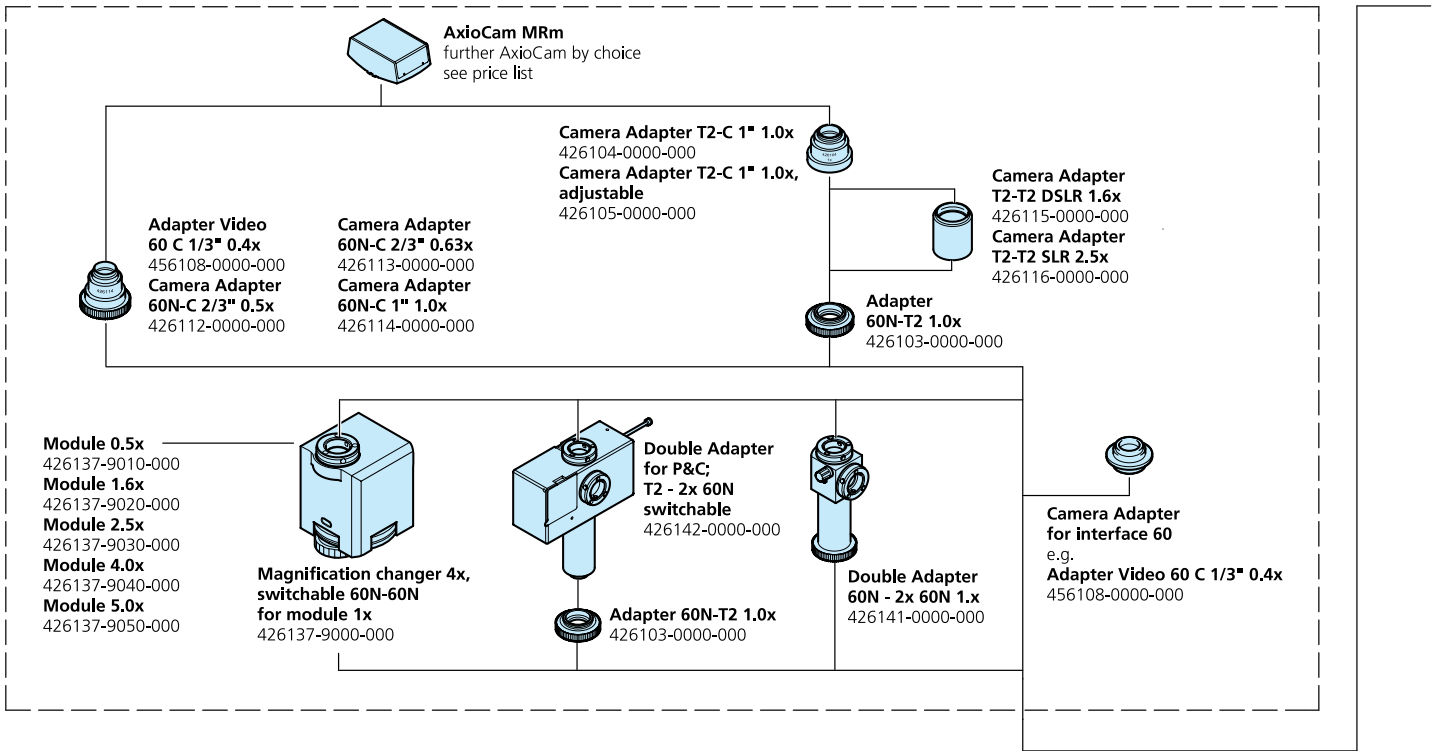 AxioCam MRm
further AxioCam by choice
see price list
Camera Adapter T2-C 1" 1.0x
426104-0000-000
Camera Adapter T2-C 1" 1.0x,
adjustable
426105-0000-000
426104
1x
Camera Adapter
T2-T2 DSLR 1.6x
426115-0000-000
Camera Adapter
T2-T2 SLR 2.5x
426116-0000-000
Adapter Video
60 C 1/3" 0.4x
456108-0000-000
Camera Adapter
60N-C 2/3" 0.5x
426112-0000-000
Camera Adapter
60N-C 2/3" 0.63x
426113-0000-000
Camera Adapter
60N-C 1" 1.0x
426114-0000-000
426114
Adapter
60N-T2 1.0x
426103-0000-000
Module 0.5x
426137-9010-000
Module 1.6x
426137-9020-000
Module 2.5x
426137-9030-000
Module 4.0x
426137-9040-000
Module 5.0x
426137-9050-000
Magnification changer 4x,
switchable 60N-60N
for module 1x
426137-9000-000
Double Adapter
for P&C;
T2 - 2x 60N
switchable
426142-0000-000
Adapter 60N-T2 1.0x
426103-0000-000
Double Adapter
60N - 2x 60N 1.x
426141-0000-000
Camera Adapter
for interface 60
e.g.
Adapter Video 60 C 1/3" 0.4x
456108-0000-000